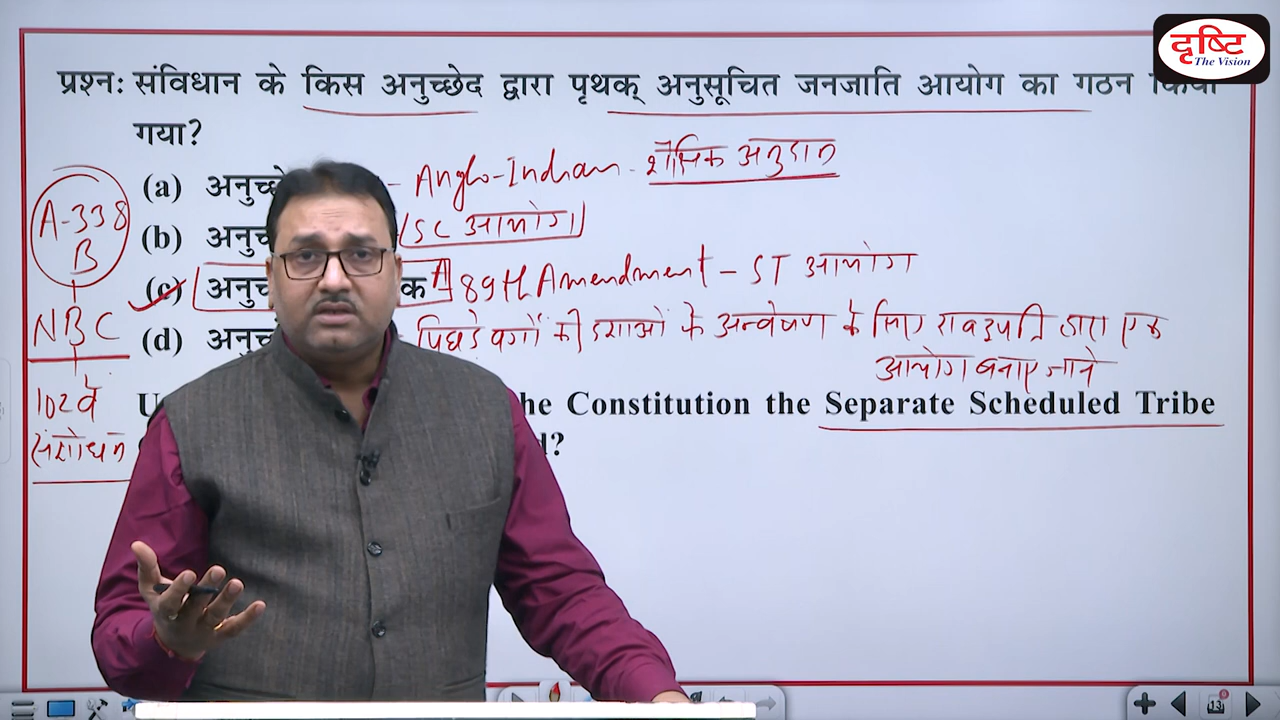 दृष्टि
The Vision
प्रश्न: संविधान के किस अनुच्छेद द्वारा पृथक् अनुसूचित जनजाति आयोग का गठन किया
गया?
(a) अनुच्छे - Anglo-Indian - शैक्षिक अनुदान
(b) अनुच् SC आयोग
(c) अनुच् क A 89th Amendment - ST आयोग
(d) अनुच् पिछड़े वर्गों की दशाओं के अन्वेषण के लिए राष्ट्रपति द्वारा एक
आयोग बनाए जाने
A-338
B
NBC
102वें
संशोधन
U he Constitution the Separate Scheduled Tribe
d?
13